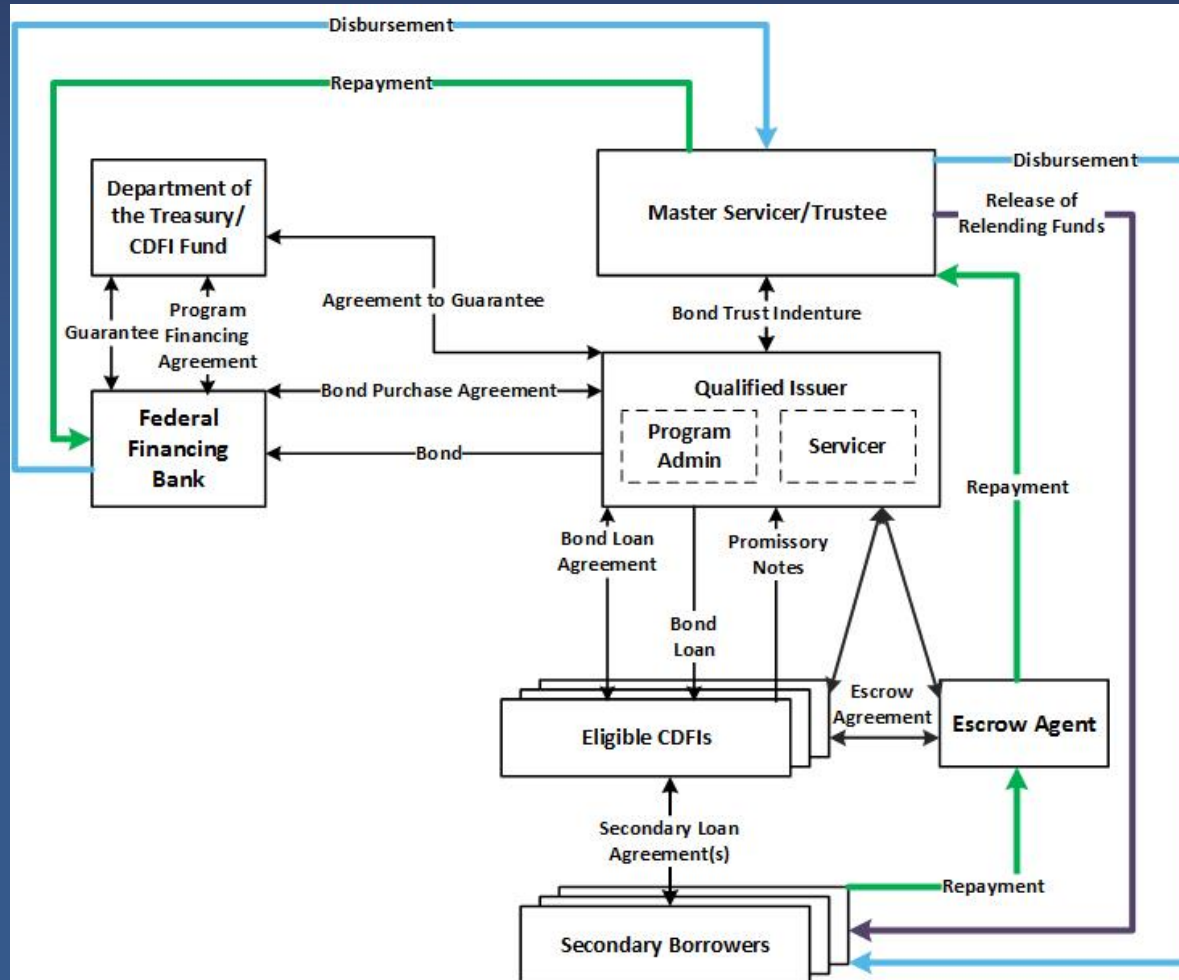 Disbursement
Repayment
Department of
the Treasury/
CDFI Fund
Master Servicer/Trustee
Disbursement
Release of
Relending Funds
Agreement to Guarantee
Bond Trust Indenture
Guarantee
Program
Financing
Agreement
Federal
Financing
Bank
Bond Purchase Agreement
Bond
Qualified Issuer
Program
Admin
Servicer
Repayment
Bond Loan
Agreement
Promissory
Notes
Bond
Loan
Eligible CDFIs
Escrow
Agreement
Escrow Agent
Secondary Loan
Agreement(s)
Repayment
Secondary Borrowers